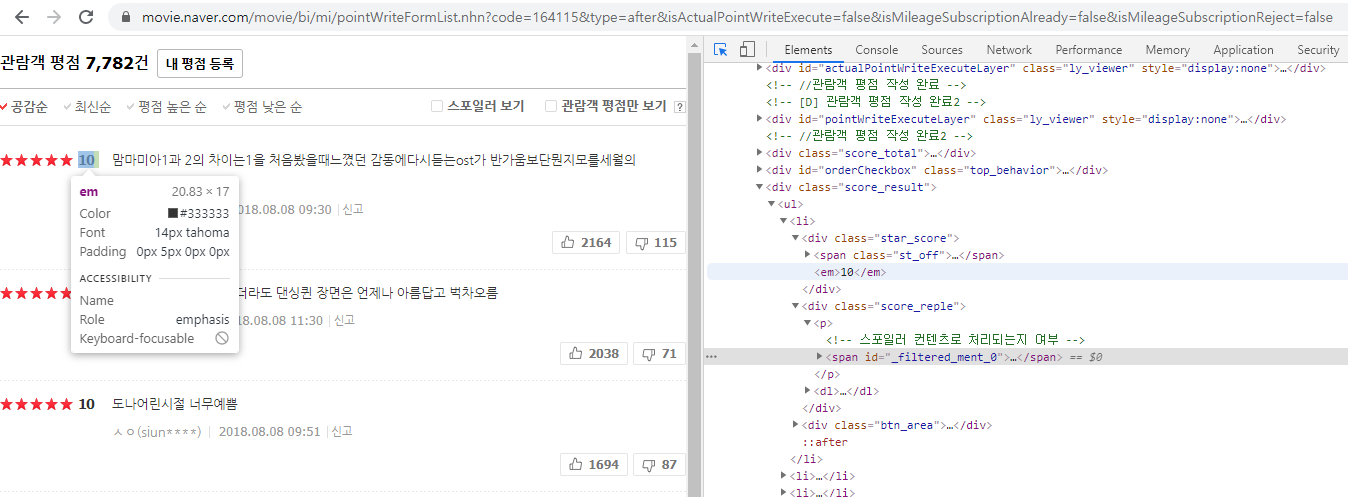 movie.naver.com/movie/bi/mi/pointWriteFormList.nhn?code=164115&type=after&isActualPointWriteExecute=false&isMileageSubscriptionAlready=false&isMileageSubscriptionReject=false
관람객 평점 7,782건 내 평점 등록
공감순 최신순 평점 높은 순 평점 낮은 순 스포일러 보기 관람객 평점만 보기 ?
10 맘마미아1과 2의 차이는1을 처음봤을때느꼈던 감동에다시듣는ost가 반가움보단뭔지모를세월의
em 20.83 × 17
Color #333333
Font 14px tahoma
Padding 0px 5px 0px 0px
ACCESSIBILITY
Name
Role emphasis
Keyboard-focusable
2018.08.08 09:30 신고
2164 115
더라도 댄싱퀸 장면은 언제나 아름답고 벅차오름
18.08.08 11:30 신고
2038 71
10 도나어린시절 너무예쁨
ㅅㅇ(siun****) 2018.08.08 09:51 신고
1694 87
Elements Console Sources Network Performance Memory Application Security
<div id="actualPointWriteExecuteLayer" class="ly_viewer" style="display:none">…</div>
<!-- //관람객 평점 작성 완료 -->
<!-- [D] 관람객 평점 작성 완료2 -->
<div id="pointWriteExecuteLayer" class="ly_viewer" style="display:none">…</div>
<!-- //관람객 평점 작성 완료2 -->
<div class="score_total">…</div>
<div id="orderCheckbox" class="top_behavior">…</div>
<div class="score_result">
<ul>
<li>
<div class="star_score">
<span class="st_off">…</span>
<em>10</em>
</div>
<div class="score_reple">
<p>
<!-- 스포일러 컨텐츠로 처리되는지 여부 -->
… <span id="_filtered_ment_0">…</span> == $0
</p>
<dl>…</dl>
</div>
<div class="btn_area">…</div>
::after
</li>
<li>…</li>
<li>…</li>